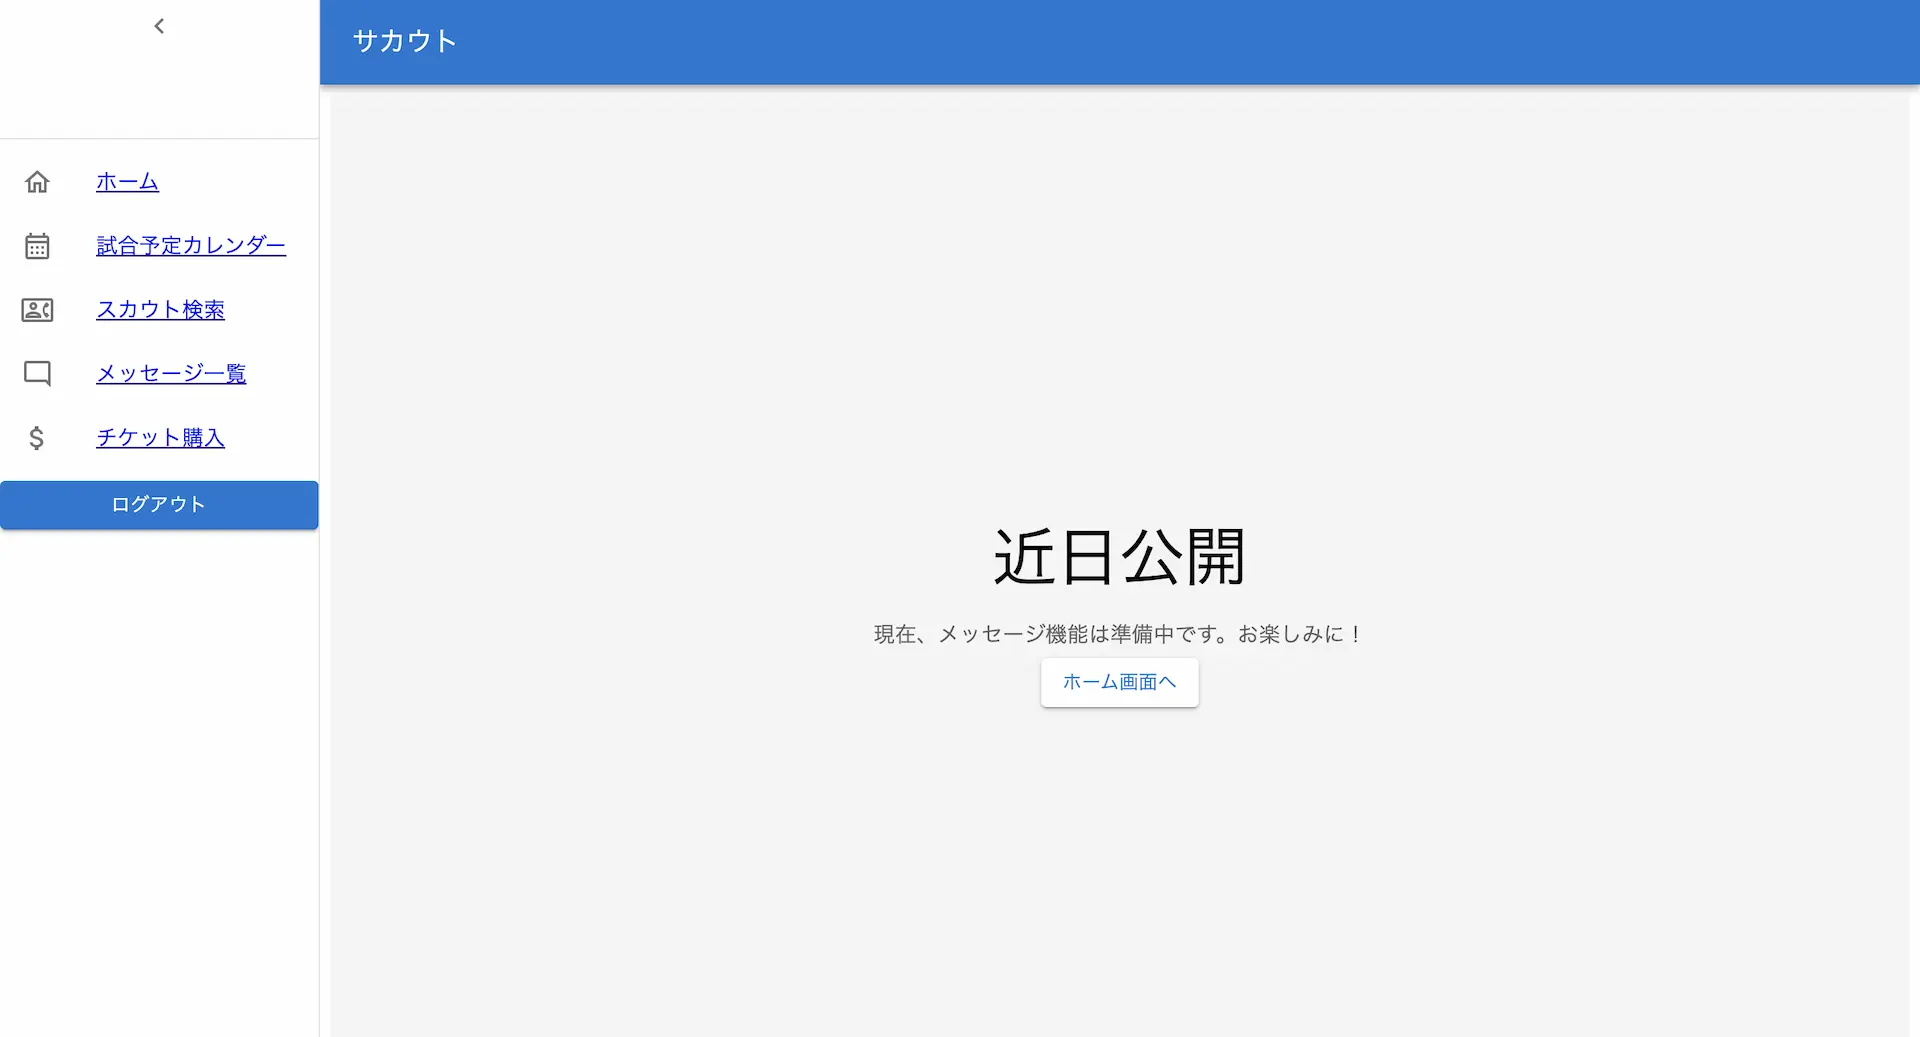 サカウト
ホーム
試合予定カレンダー
スカウト検索
メッセージ一覧
チケット購入
ログアウト
近日公開
現在、メッセージ機能は準備中です。お楽しみに！
ホーム画面へ